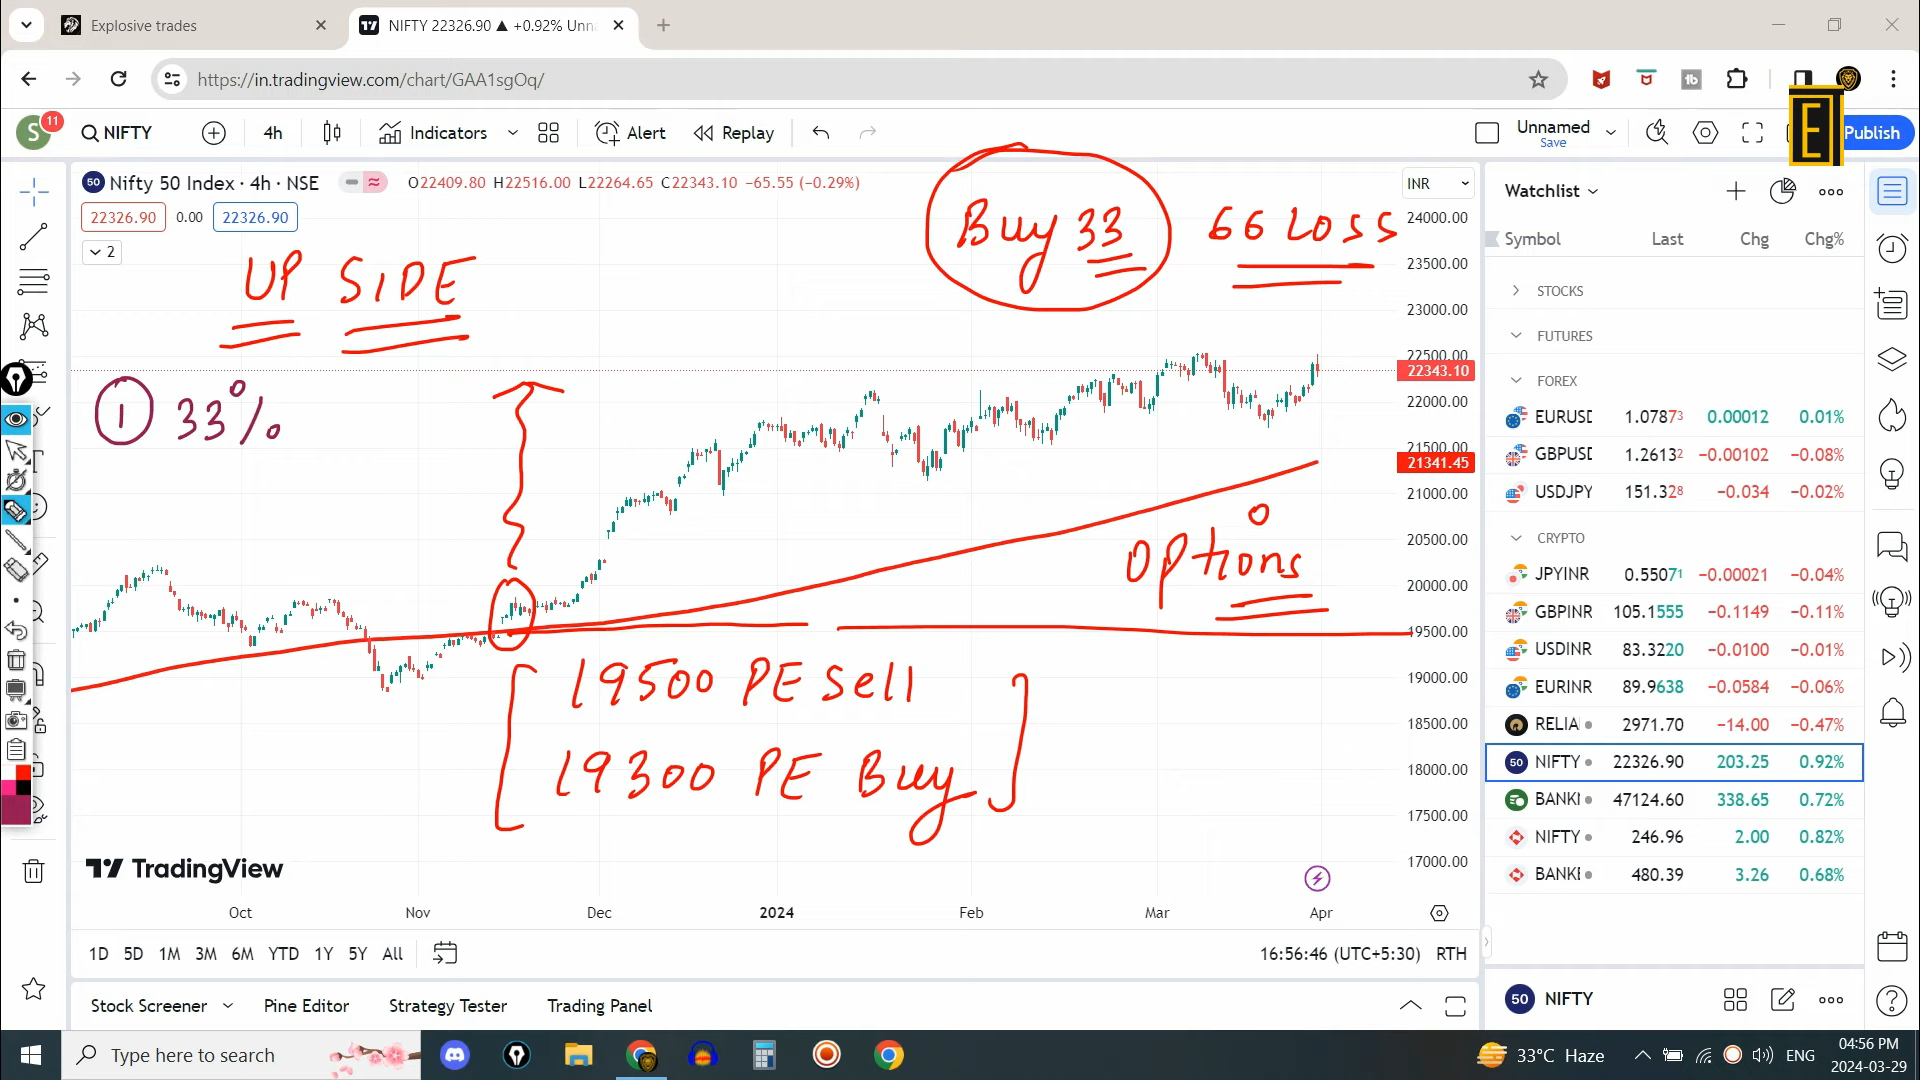 Explosive trades
NIFTY 22326.90 ▲ +0.92% Unn
https://in.tradingview.com/chart/GAA1sgOq/
S 11
NIFTY
4h
Indicators
Alert
Replay
Unnamed
Save
E
Publish
50 Nifty 50 Index · 4h · NSE O22409.80 H22516.00 L22264.65 C22343.10 −65.55 (−0.29%)
INR
22326.90 0.00 22326.90
2
UP SIDE
Buy 33
66 Loss
1 33%
Options
19500 PE Sell
19300 PE Buy
24000.00
23500.00
23000.00
22500.00
22343.10
22000.00
21500.00
21341.45
21000.00
20500.00
20000.00
19500.00
19000.00
18500.00
18000.00
17500.00
17000.00
TradingView
Oct Nov Dec 2024 Feb Mar Apr
1D 5D 1M 3M 6M YTD 1Y 5Y All
16:56:46 (UTC+5:30) RTH
Stock Screener Pine Editor Strategy Tester Trading Panel
Watchlist
Symbol Last Chg Chg%
STOCKS
FUTURES
FOREX
EURUSD 1.07873 0.00012 0.01%
GBPUSD 1.26132 −0.00102 −0.08%
USDJPY 151.328 −0.034 −0.02%
CRYPTO
JPYINR 0.55071 −0.00021 −0.04%
GBPINR 105.1555 −0.1149 −0.11%
USDINR 83.3220 −0.0100 −0.01%
EURINR 89.9638 −0.0584 −0.06%
RELIA 2971.70 −14.00 −0.47%
50 NIFTY 22326.90 203.25 0.92%
BANKI 47124.60 338.65 0.72%
NIFTY 246.96 2.00 0.82%
BANKE 480.39 3.26 0.68%
50 NIFTY
Type here to search
33°C Haze
ENG
04:56 PM
2024-03-29